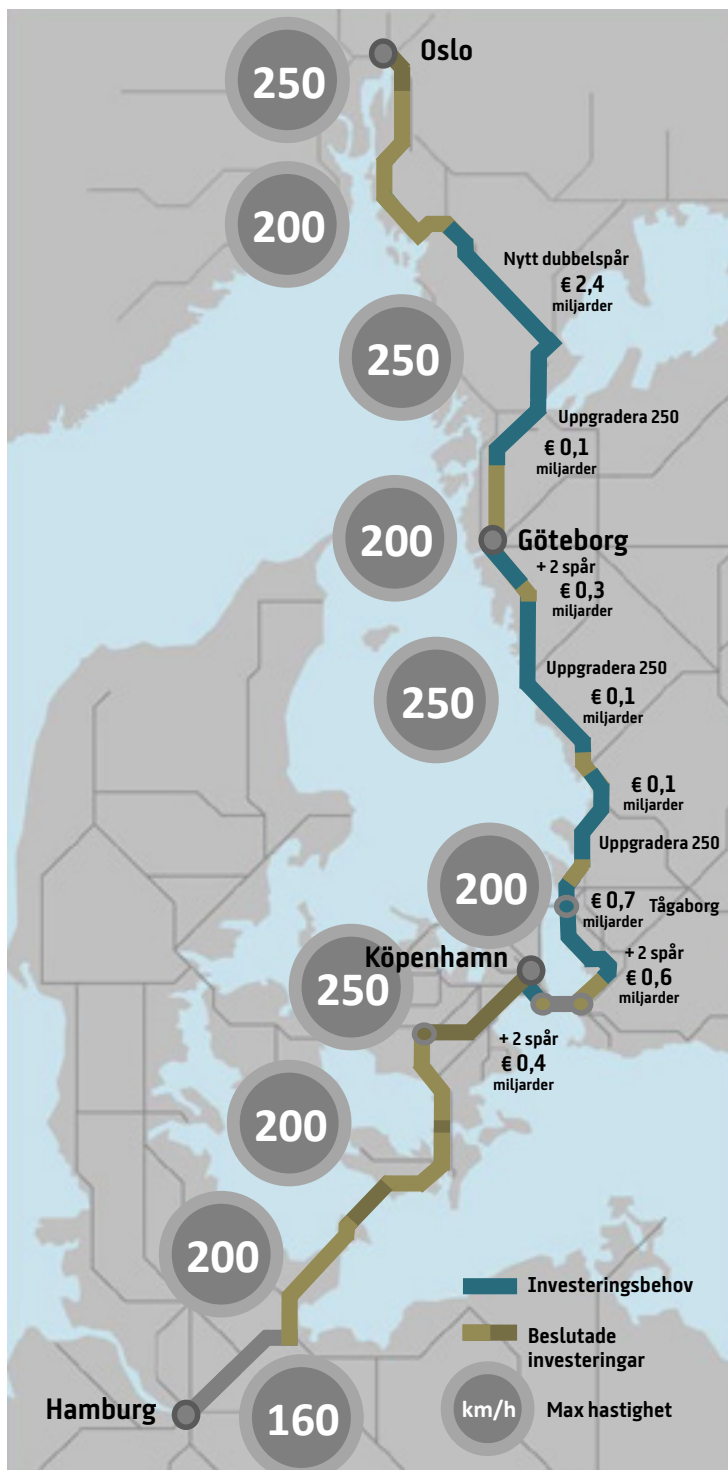 Oslo
250
200
Nytt dubbelspår
€ 2,4
miljarder
250
Uppgradera 250
€ 0,1
miljarder
200
Göteborg
+ 2 spår
€ 0,3
miljarder
Uppgradera 250
€ 0,1
miljarder
250
€ 0,1
miljarder
Uppgradera 250
200
€ 0,7
miljarder
Tågaborg
Köpenhamn
+ 2 spår
€ 0,6
miljarder
250
+ 2 spår
€ 0,4
miljarder
200
200
Investeringsbehov
Beslutade
investeringar
Hamburg
160
km/h
Max hastighet